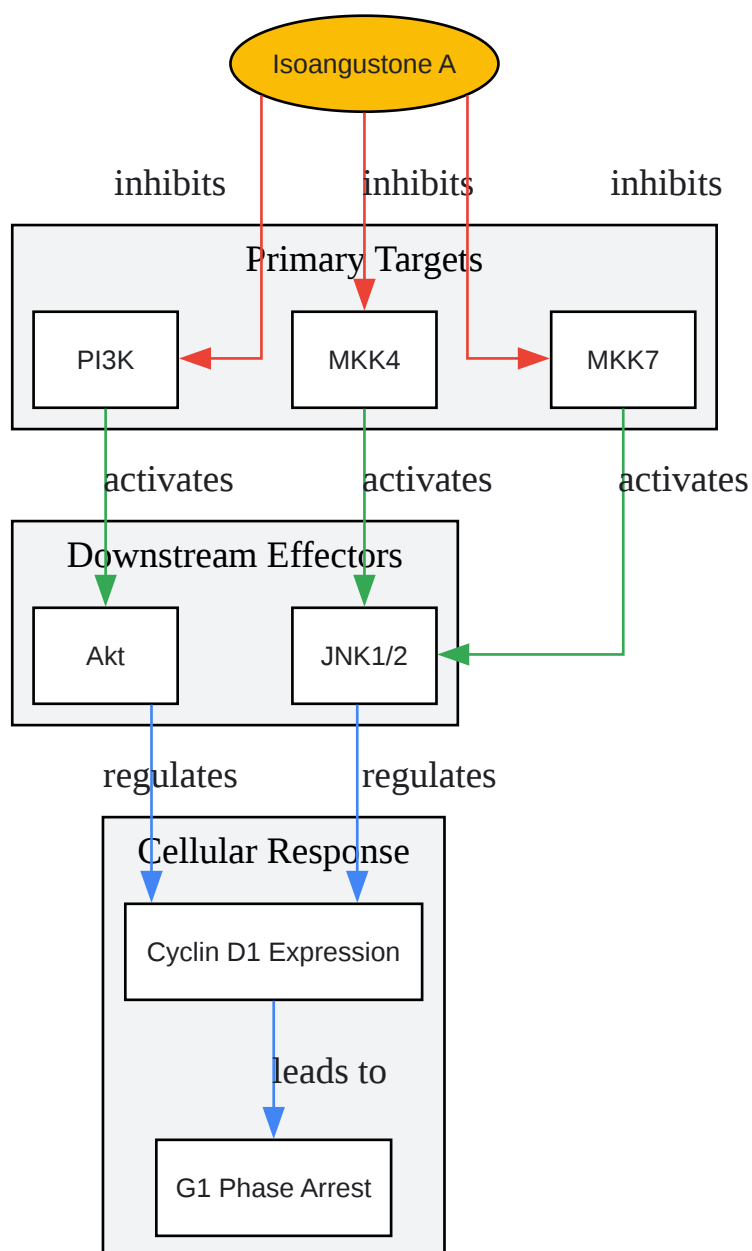 Isoangustone A
inhibits inhibits inhibits
Primary Targets
PI3K MKK4 MKK7
activates activates activates
Downstream Effectors
Akt JNK1/2
regulates regulates
Cellular Response
Cyclin D1 Expression
leads to
G1 Phase Arrest